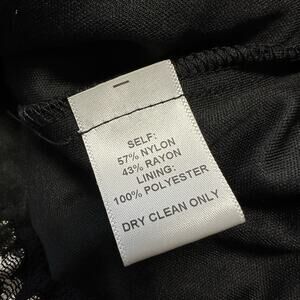 SELF:
57% NYLON
43% RAYON
LINING:
100% POLYESTER
DRY CLEAN ONLY